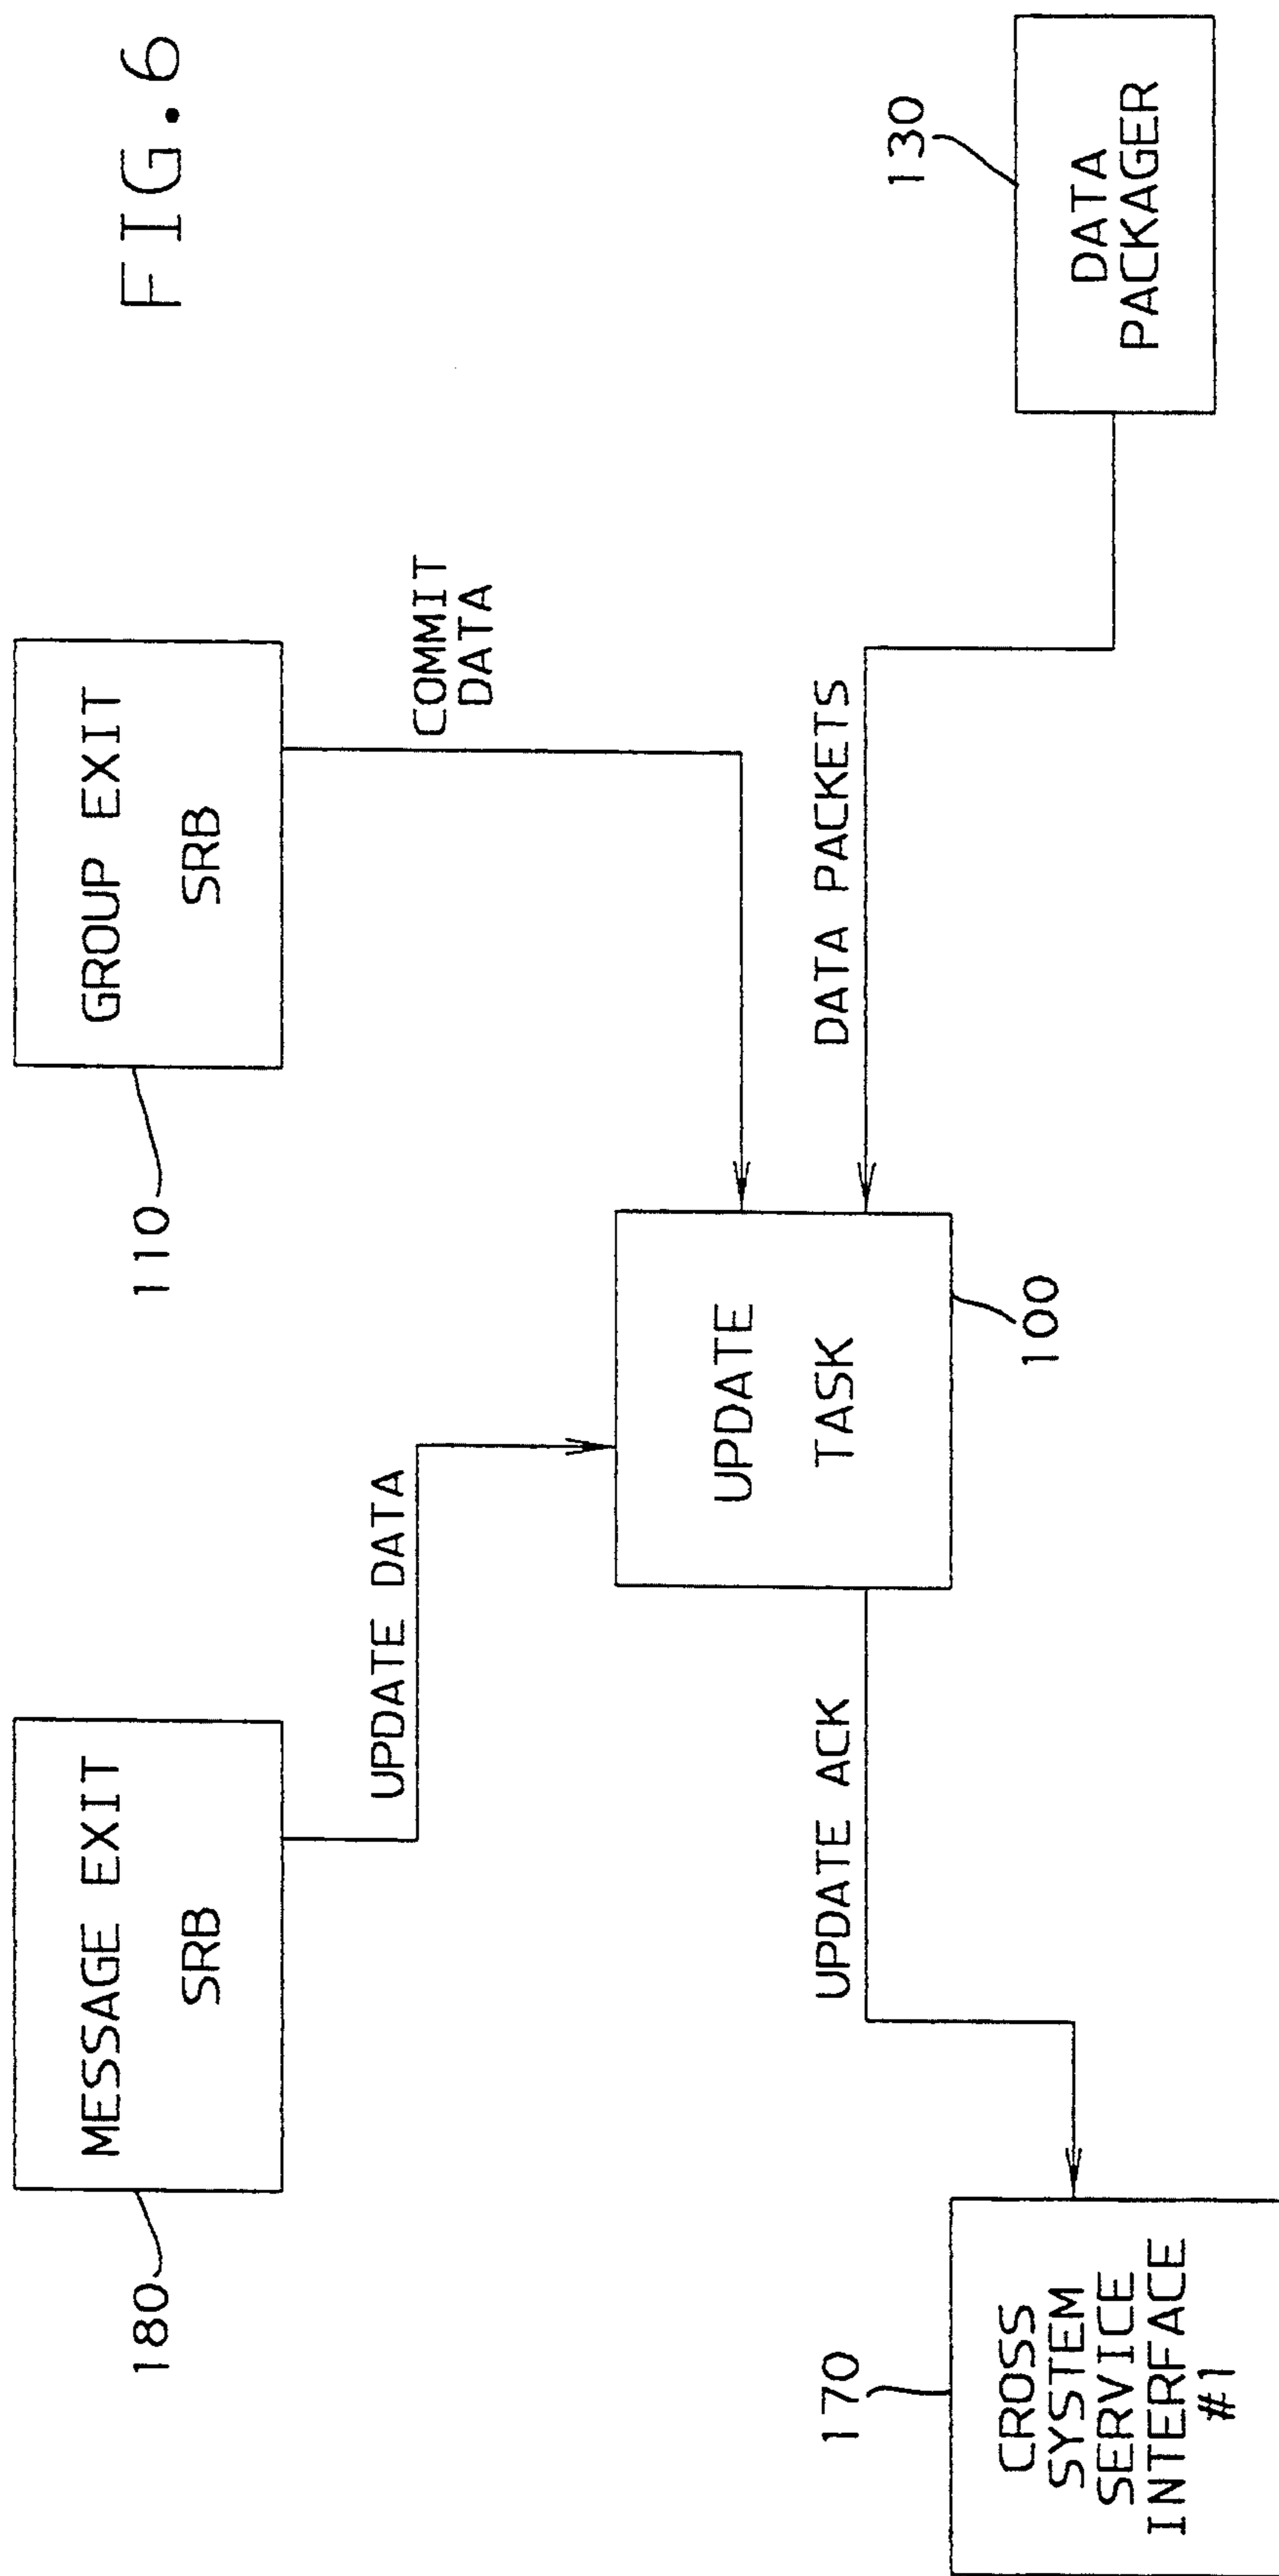 FIG.6
MESSAGE EXIT
SRB
180
GROUP EXIT
SRB
110
UPDATE DATA
COMMIT
DATA
UPDATE
TASK
100
UPDATE ACK
DATA PACKETS
130
DATA
PACKAGER
170
CROSS
SYSTEM
SERVICE
INTERFACE
#1